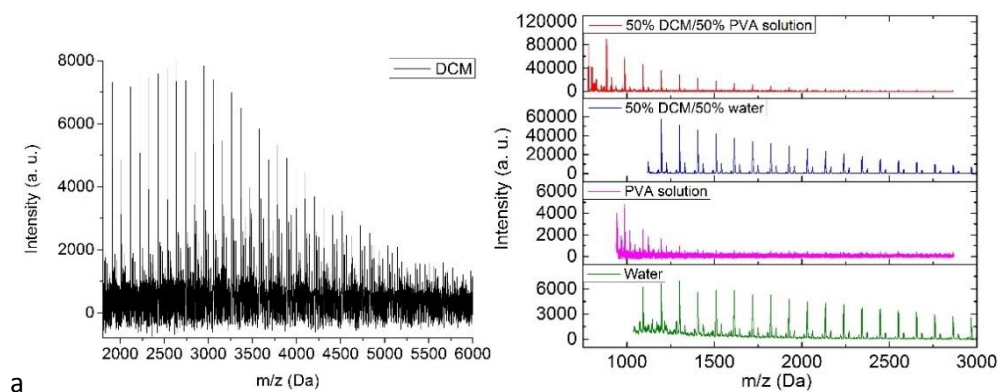 8000
6000
4000
2000
0
Intensity (a. u.)
DCM
2000 2500 3000 3500 4000 4500 5000 5500 6000
m/z (Da)
a
120000
80000
40000
0
50% DCM/50% PVA solution
60000
40000
20000
0
50% DCM/50% water
6000
4000
2000
0
PVA solution
6000
3000
0
Water
Intensity (a. u.)
1000 1500 2000 2500 3000
m/z (Da)